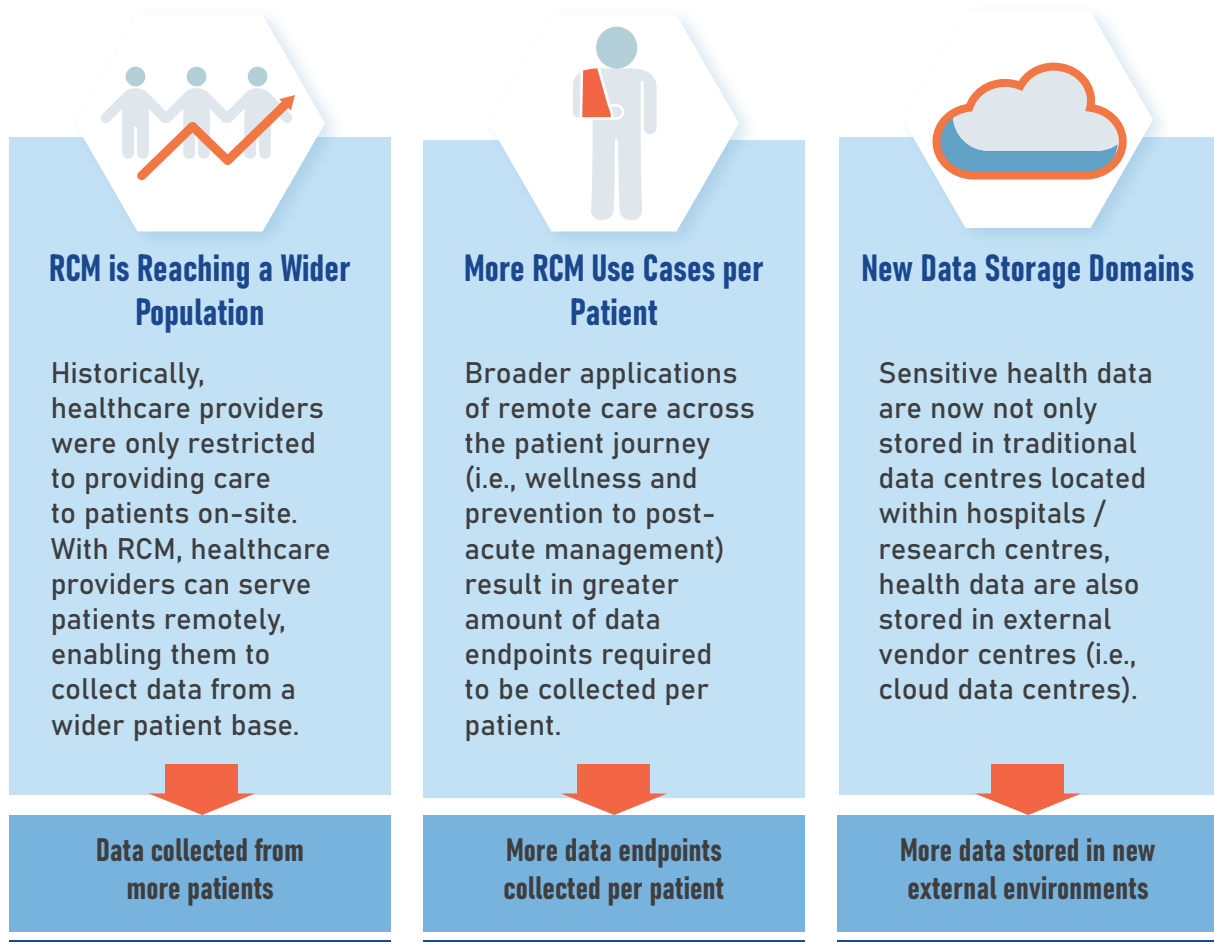 RCM is Reaching a Wider
Population
Historically,
healthcare providers
were only restricted
to providing care
to patients on-site.
With RCM, healthcare
providers can serve
patients remotely,
enabling them to
collect data from a
wider patient base.
Data collected from
more patients
More RCM Use Cases per
Patient
Broader applications
of remote care across
the patient journey
(i.e., wellness and
prevention to post-
acute management)
result in greater
amount of data
endpoints required
to be collected per
patient.
More data endpoints
collected per patient
New Data Storage Domains
Sensitive health data
are now not only
stored in traditional
data centres located
within hospitals /
research centres,
health data are also
stored in external
vendor centres (i.e.,
cloud data centres).
More data stored in new
external environments